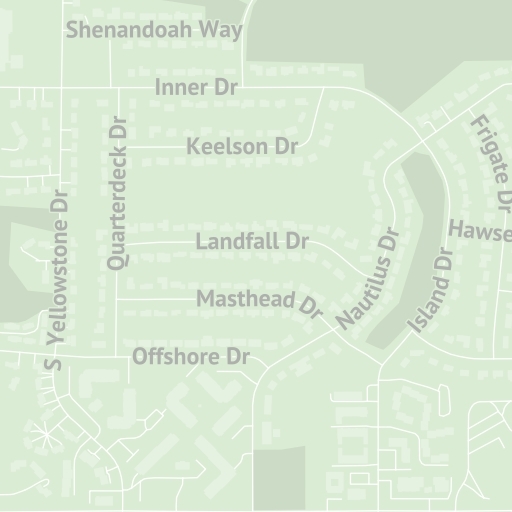 Shenandoah Way
Inner Dr
Keelson Dr
Frigate Dr
Quarterdeck Dr
Landfall Dr
Hawse
S Yellowstone Dr
Nautilus Dr
Island Dr
Masthead Dr
Offshore Dr